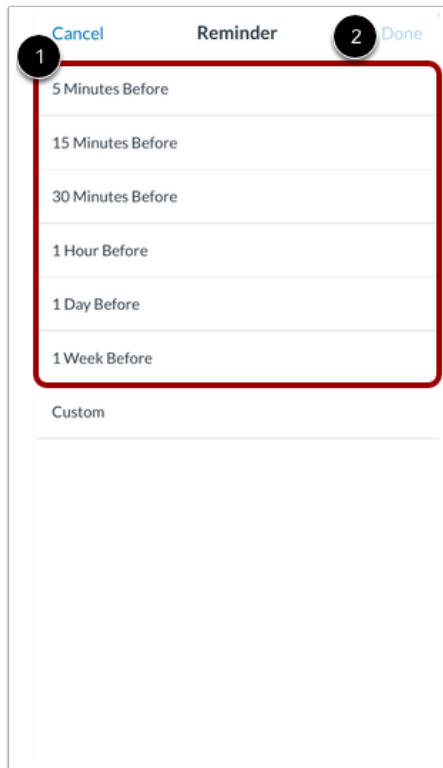 Cancel Reminder 2 Done
1
5 Minutes Before
15 Minutes Before
30 Minutes Before
1 Hour Before
1 Day Before
1 Week Before
Custom